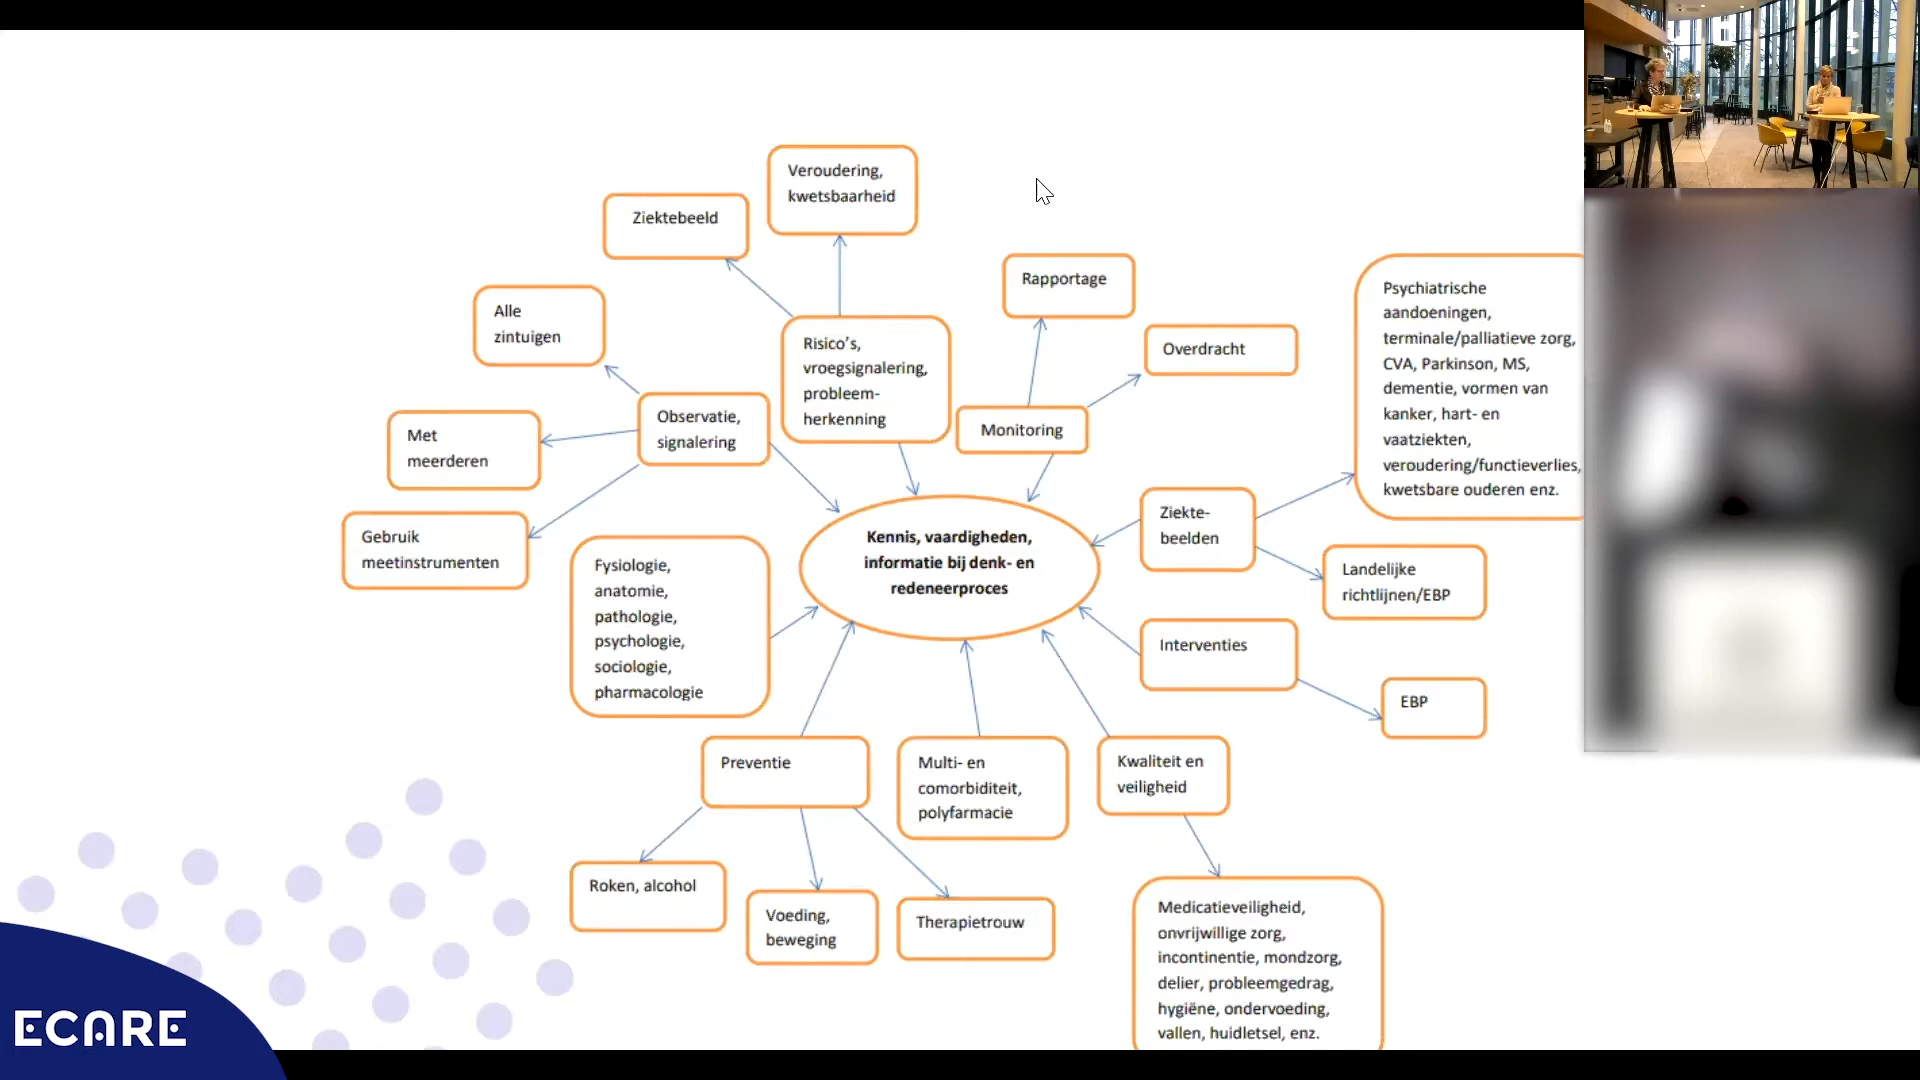 Veroudering,
kwetsbaarheid
Ziektebeeld
Rapportage
Alle
zintuigen
Psychiatrische
aandoeningen,
terminale/palliatieve zorg,
CVA, Parkinson, MS,
dementie, vormen van
kanker, hart- en
vaatziekten,
veroudering/functieverlies,
kwetsbare ouderen enz.
Risico's,
vroegsignalering,
probleem-
herkenning
Overdracht
Observatie,
signalering
Monitoring
Met
meerderen
Ziekte-
beelden
Gebruik
meetinstrumenten
Kennis, vaardigheden,
informatie bij denk- en
redeneerproces
Fysiologie,
anatomie,
pathologie,
psychologie,
sociologie,
pharmacologie
Landelijke
richtlijnen/EBP
Interventies
EBP
Preventie
Multi- en
comorbiditeit,
polyfarmacie
Kwaliteit en
veiligheid
Roken, alcohol
Voeding,
beweging
Therapietrouw
Medicatieveiligheid,
onvrijwillige zorg,
incontinentie, mondzorg,
delier, probleemgedrag,
hygiëne, ondervoeding,
vallen, huidletsel, enz.
ECARE